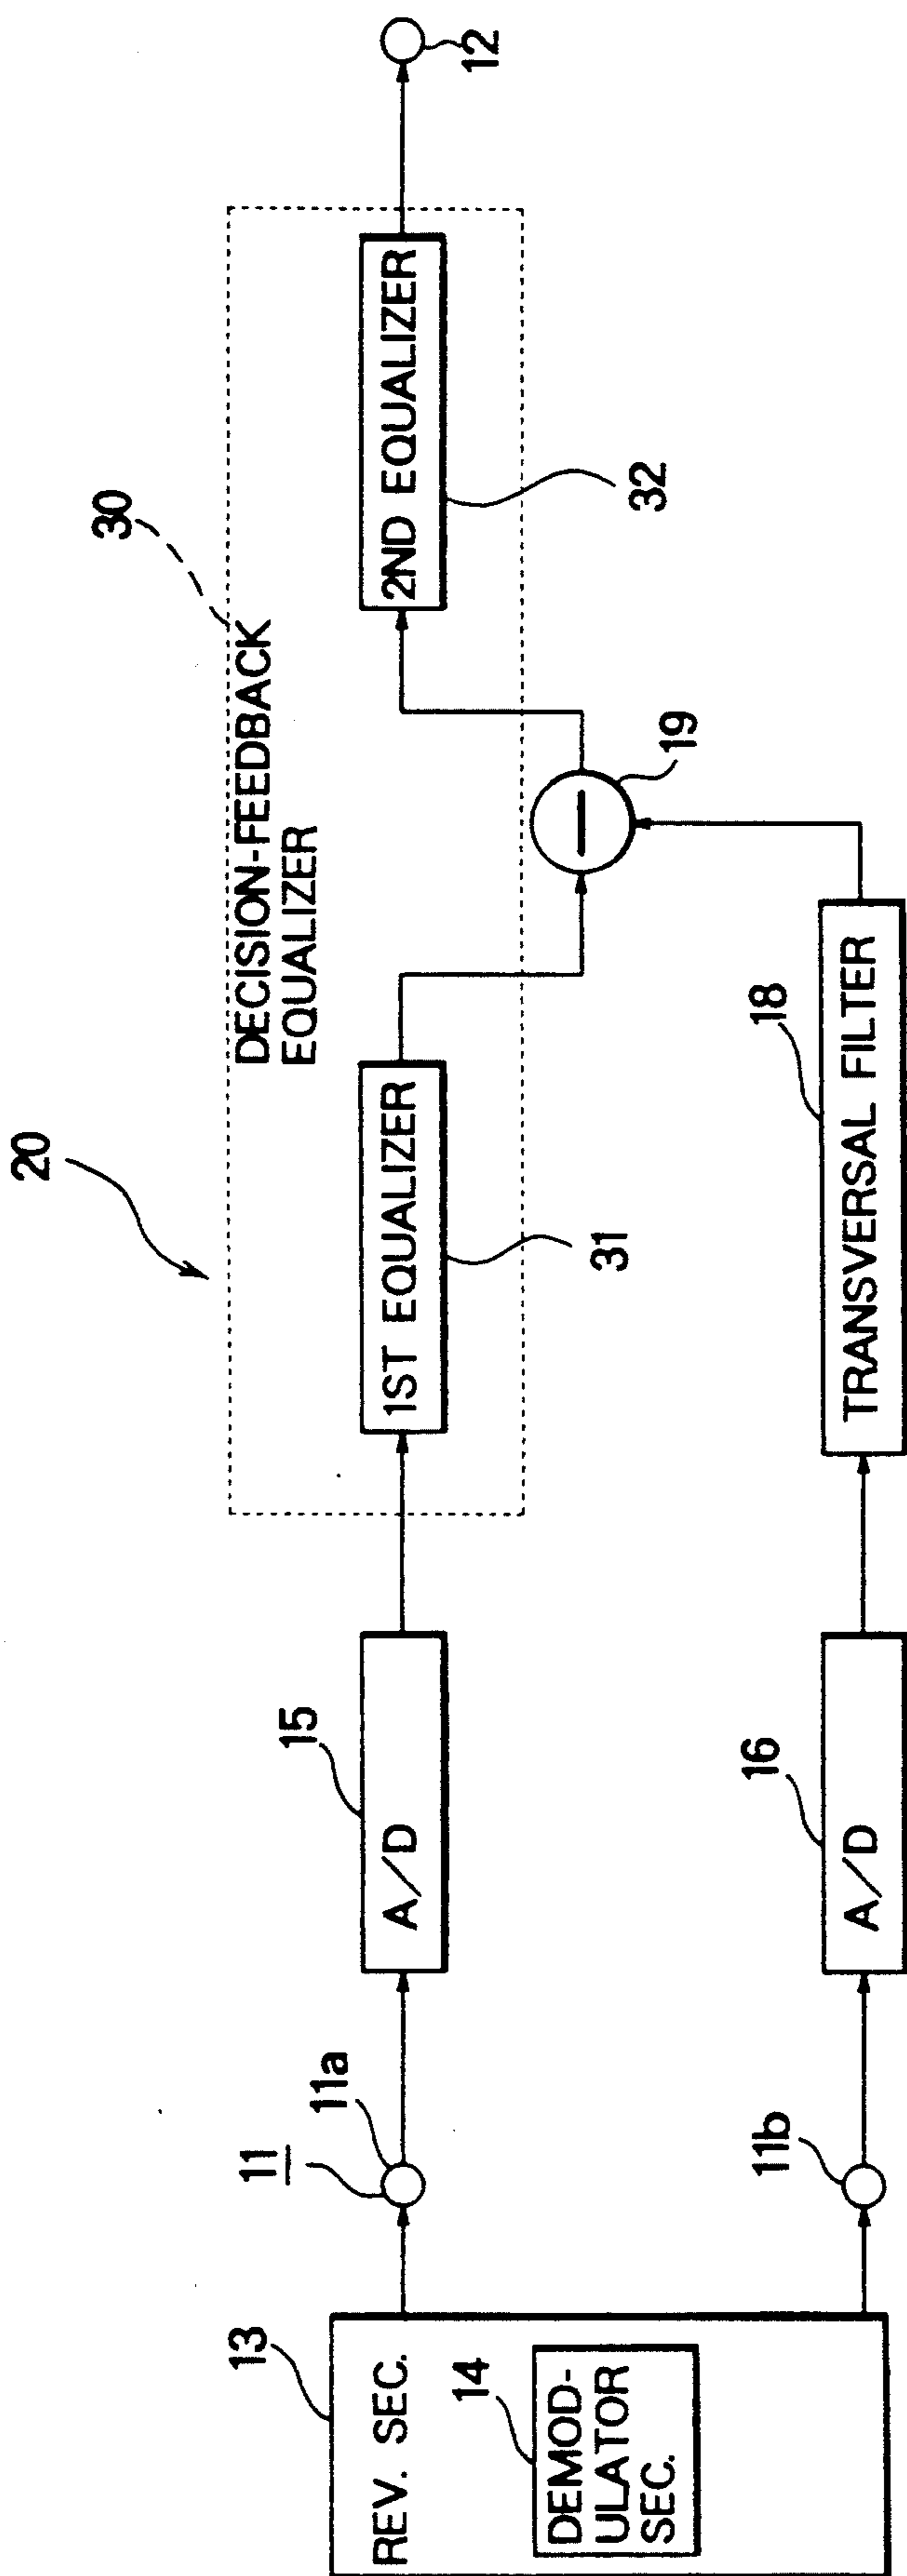 20
30
DECISION-FEEDBACK
EQUALIZER
13
REV. SEC.
14
DEMOD-
ULATOR
SEC.
11
11a
15
A/D
1ST EQUALIZER
31
2ND EQUALIZER
32
12
19
11b
16
A/D
18
TRANSVERSAL FILTER